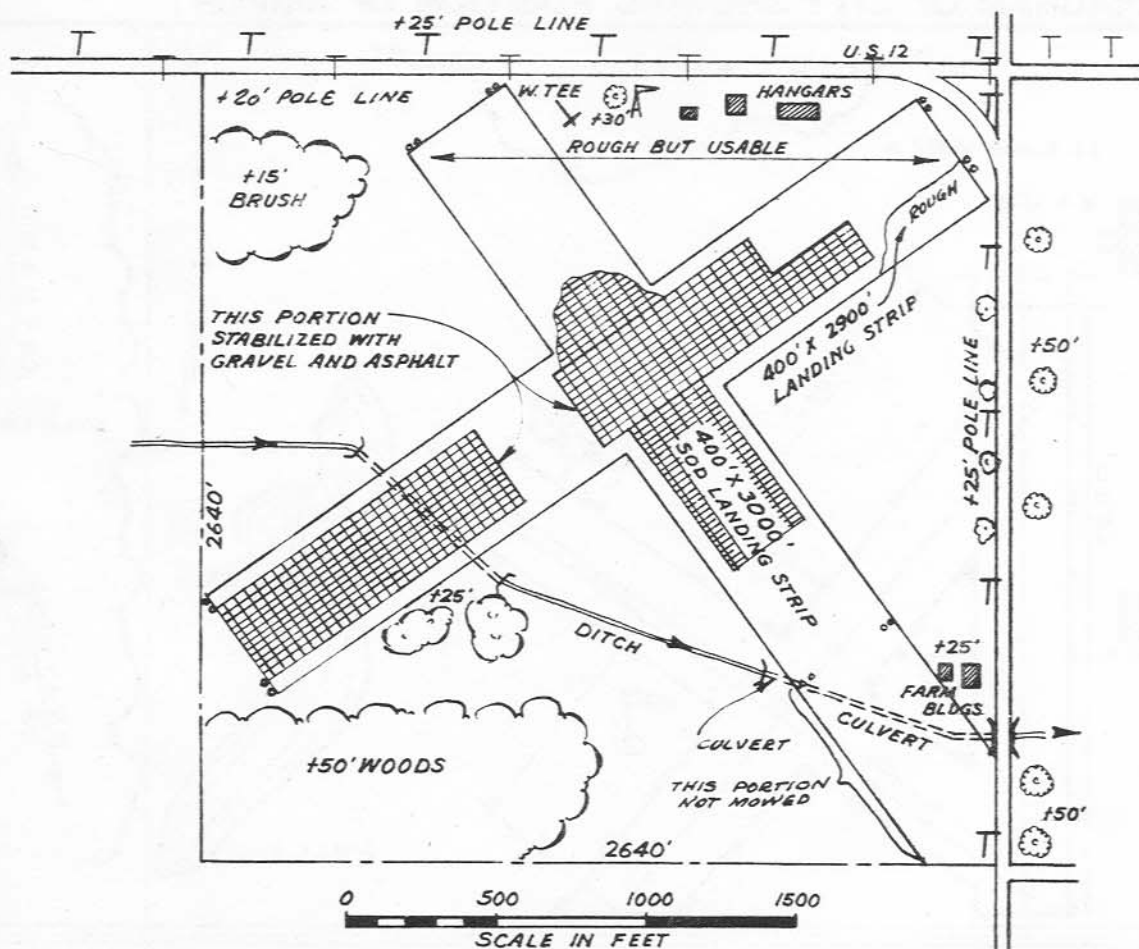 +25' POLE LINE
U.S. 12
+20' POLE LINE
W. TEE
+30'
HANGARS
ROUGH BUT USABLE
+15'
BRUSH
ROUGH
THIS PORTION
STABILIZED WITH
GRAVEL AND ASPHALT
400' X 2900'
LANDING STRIP
+50'
+25' POLE LINE
400' X 3000'
SOD LANDING STRIP
2640'
+25'
DITCH
+25'
FARM
BLDGS.
CULVERT
CULVERT
+50' WOODS
THIS PORTION
NOT MOWED
+50'
2640'
0 500 1000 1500
SCALE IN FEET